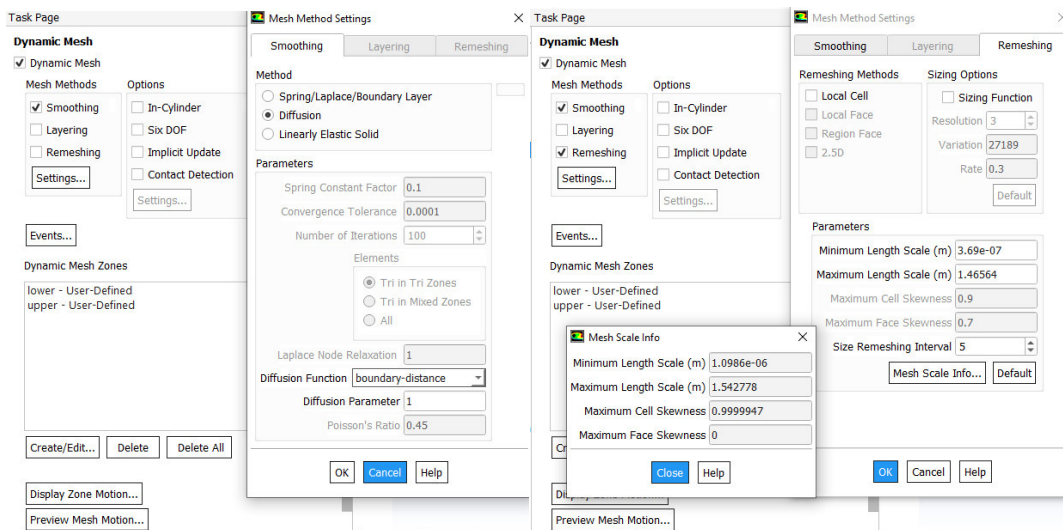 Task Page
Dynamic Mesh
Dynamic Mesh
Mesh Methods
Options
Smoothing
In-Cylinder
Layering
Six DOF
Remeshing
Implicit Update
Settings...
Contact Detection
Settings...
Events...
Dynamic Mesh Zones
lower - User-Defined
upper - User-Defined
Create/Edit...
Delete
Delete All
Display Zone Motion...
Preview Mesh Motion...
Mesh Method Settings
Smoothing
Layering
Remeshing
Method
Spring/Laplace/Boundary Layer
Diffusion
Linearly Elastic Solid
Parameters
Spring Constant Factor 0.1
Convergence Tolerance 0.0001
Number of Iterations 100
Elements
Tri in Tri Zones
Tri in Mixed Zones
All
Laplace Node Relaxation 1
Diffusion Function boundary-distance
Diffusion Parameter 1
Poisson's Ratio 0.45
OK
Cancel
Help
Task Page
Dynamic Mesh
Dynamic Mesh
Mesh Methods
Options
Smoothing
In-Cylinder
Layering
Six DOF
Remeshing
Implicit Update
Settings...
Contact Detection
Settings...
Events...
Dynamic Mesh Zones
lower - User-Defined
upper - User-Defined
Preview Mesh Motion...
Mesh Method Settings
Smoothing
Layering
Remeshing
Remeshing Methods
Sizing Options
Local Cell
Sizing Function
Local Face
Resolution 3
Region Face
Variation 27189
2.5D
Rate 0.3
Default
Parameters
Minimum Length Scale (m) 3.69e-07
Maximum Length Scale (m) 1.46564
Maximum Cell Skewness 0.9
Maximum Face Skewness 0.7
Size Remeshing Interval 5
Mesh Scale Info...
Default
OK
Cancel
Help
Mesh Scale Info
Minimum Length Scale (m) 1.0986e-06
Maximum Length Scale (m) 1.542778
Maximum Cell Skewness 0.9999947
Maximum Face Skewness 0
Close
Help